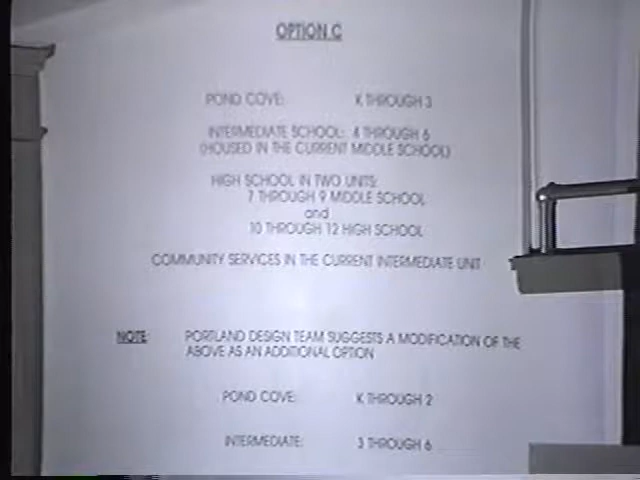 OPTION C
POND COVE: K THROUGH 3
INTERMEDIATE SCHOOL: 4 THROUGH 6
(HOUSED IN THE CURRENT MIDDLE SCHOOL)
HIGH SCHOOL IN TWO UNITS:
7 THROUGH 9 MIDDLE SCHOOL
and
10 THROUGH 12 HIGH SCHOOL
COMMUNITY SERVICES IN THE CURRENT INTERMEDIATE UNIT
NOTE: PORTLAND DESIGN TEAM SUGGESTS A MODIFICATION OF THE
ABOVE AS AN ADDITIONAL OPTION
POND COVE: K THROUGH 2
INTERMEDIATE: 3 THROUGH 6